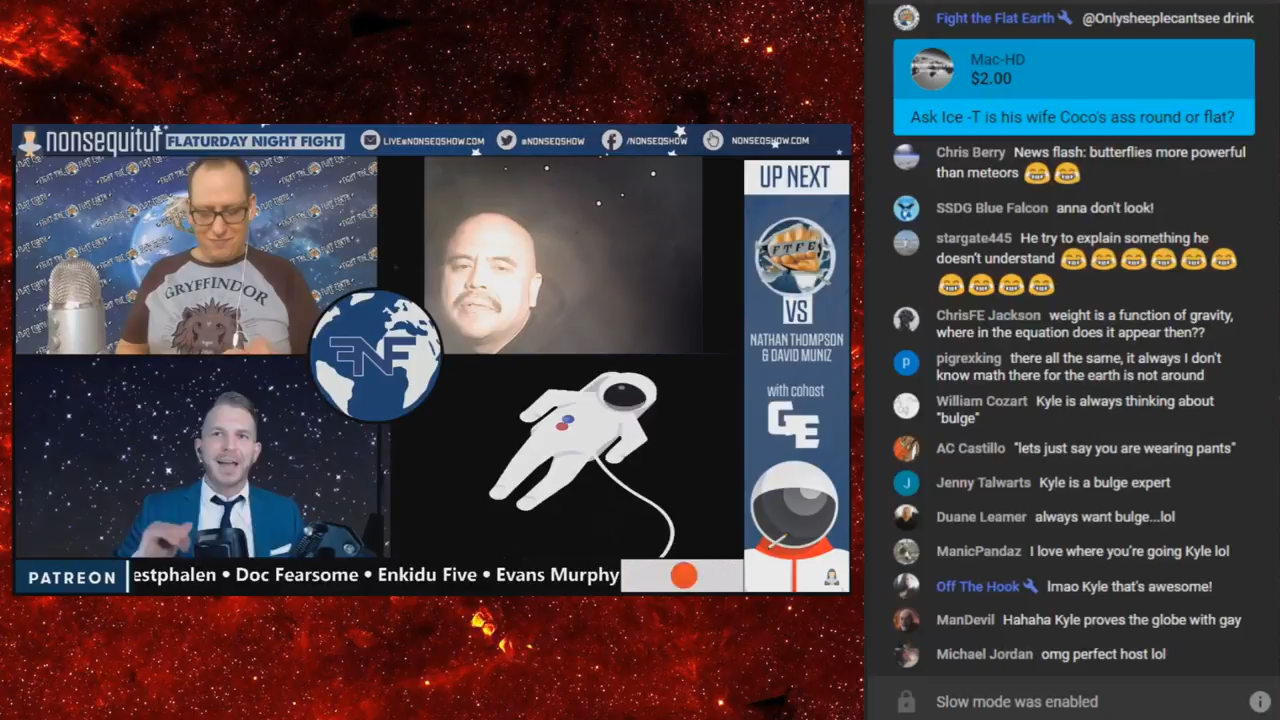 nonsequitur
FLATURDAY NIGHT FIGHT
LIVE@NONSEQSHOW.COM
@NONSEQSHOW
/NONSEQSHOW
NONSEQSHOW.COM
FIGHT THE FLAT EARTH
GRYFFINDOR
FNF
UP NEXT
FTFE
VS
NATHAN THOMPSON
& DAVID MUNIZ
with cohost
GE
PATREON
estphalen • Doc Fearsome • Enkidu Five • Evans Murphy
Fight the Flat Earth @Onlysheeplecantsee drink
Mac-HD
$2.00
Ask Ice -T is his wife Coco's ass round or flat?
Chris Berry News flash: butterflies more powerful
than meteors 😂😂
SSDG Blue Falcon anna don't look!
stargate445 He try to explain something he
doesn't understand 😂😂😂😂😂😂
😂😂😂😂
ChrisFE Jackson weight is a function of gravity,
where in the equation does it appear then??
p
pigrexking there all the same, it always I don't
know math there for the earth is not around
William Cozart Kyle is always thinking about
"bulge"
AC Castillo "lets just say you are wearing pants"
J
Jenny Talwarts Kyle is a bulge expert
Duane Leamer always want bulge...lol
ManicPandaz I love where you're going Kyle lol
Off The Hook lmao Kyle that's awesome!
ManDevil Hahaha Kyle proves the globe with gay
Michael Jordan omg perfect host lol
Slow mode was enabled